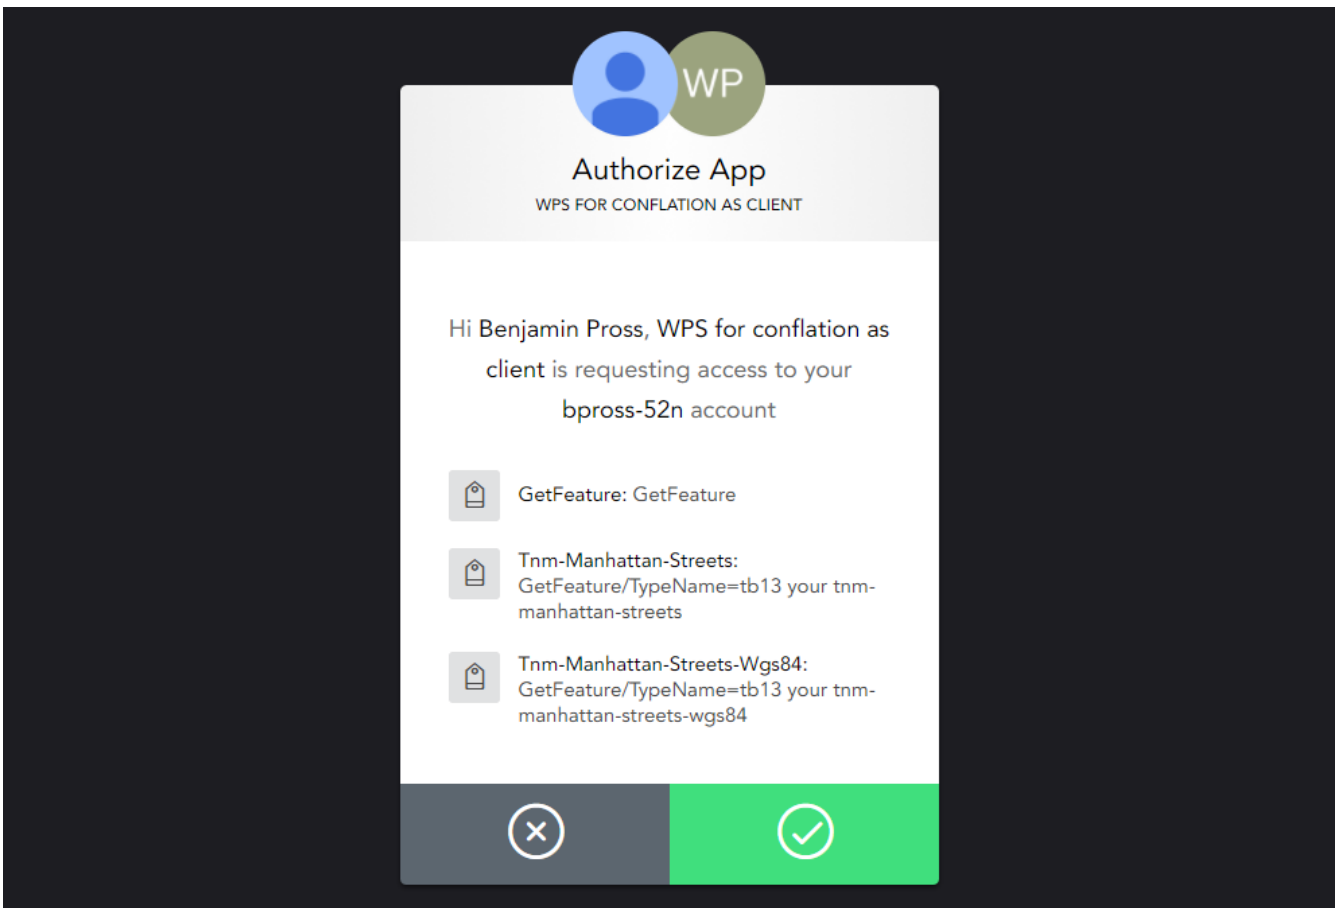 WP
Authorize App
WPS FOR CONFLATION AS CLIENT
Hi Benjamin Pross, WPS for conflation as
client is requesting access to your
bpross-52n account
GetFeature: GetFeature
Tnm-Manhattan-Streets:
GetFeature/TypeName=tb13 your tnm-
manhattan-streets
Tnm-Manhattan-Streets-Wgs84:
GetFeature/TypeName=tb13 your tnm-
manhattan-streets-wgs84